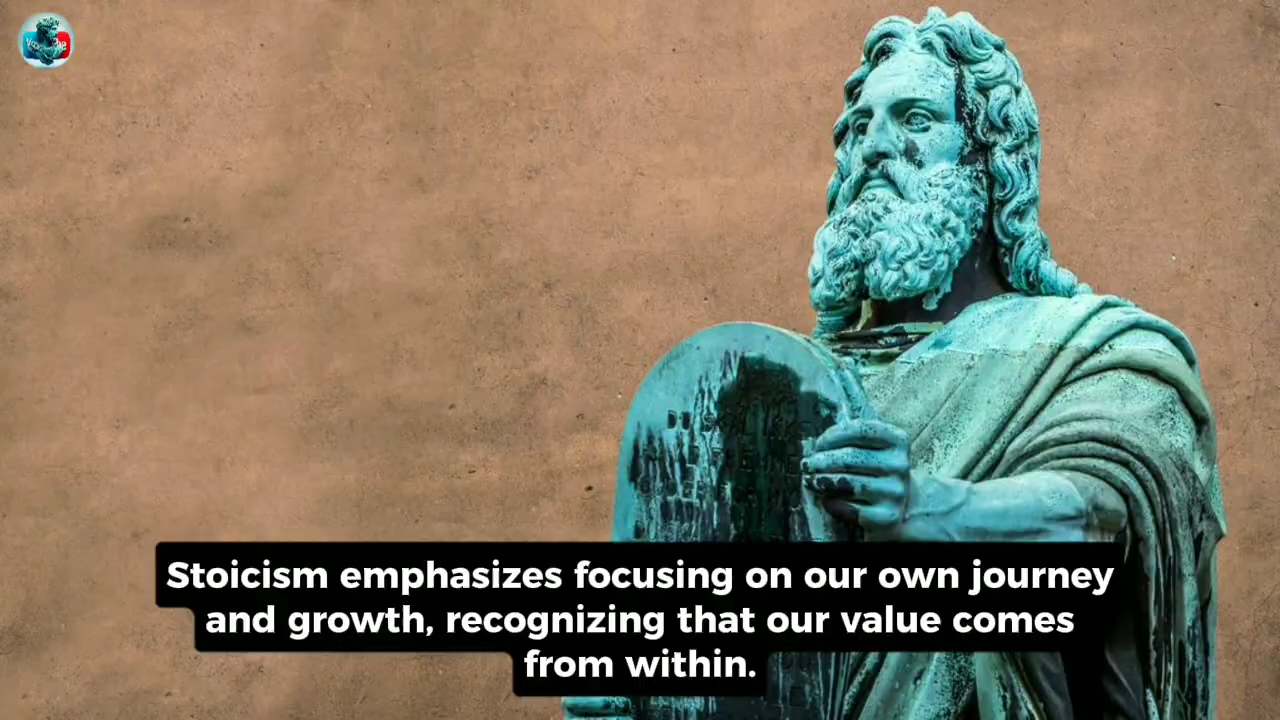 Stoicism emphasizes focusing on our own journey
and growth, recognizing that our value comes
from within.